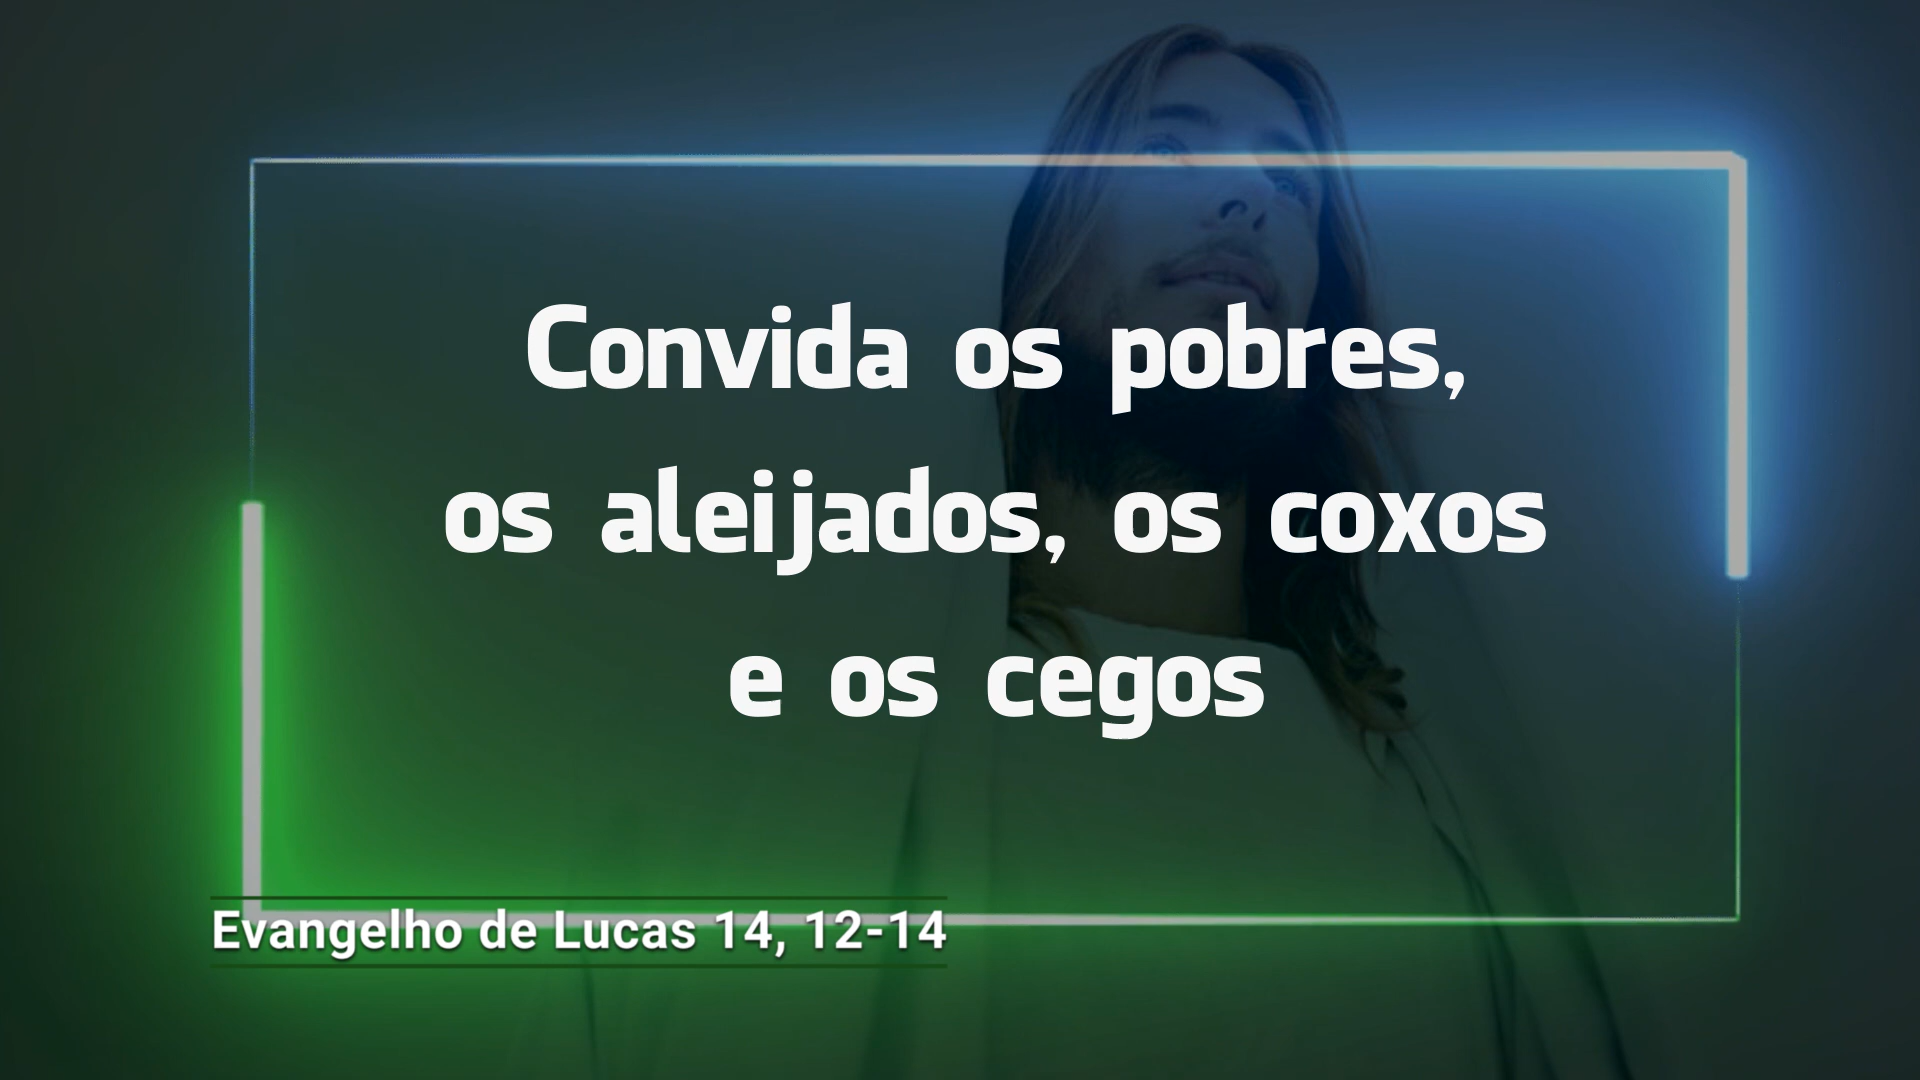 Convida os pobres,
os aleijados, os coxos
e os cegos
Evangelho de Lucas 14, 12-14